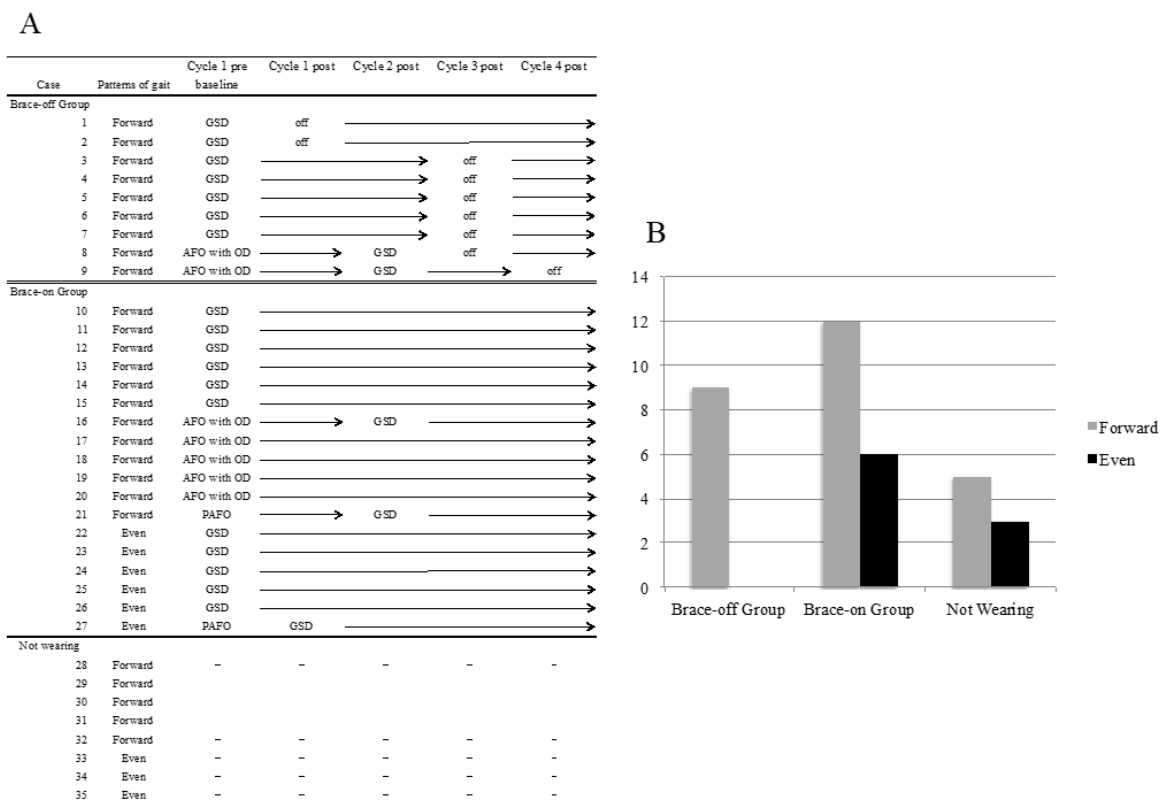 A
Cycle 1 pre Cycle 1 post Cycle 2 post Cycle 3 post Cycle 4 post
Case Patterns of gait baseline
Brace-off Group
1 Forward GSD off
2 Forward GSD off
3 Forward GSD off
4 Forward GSD off
5 Forward GSD off
6 Forward GSD off
7 Forward GSD off
8 Forward AFO with OD GSD off
9 Forward AFO with OD GSD off
Brace-on Group
10 Forward GSD
11 Forward GSD
12 Forward GSD
13 Forward GSD
14 Forward GSD
15 Forward GSD
16 Forward AFO with OD GSD
17 Forward AFO with OD
18 Forward AFO with OD
19 Forward AFO with OD
20 Forward AFO with OD
21 Forward PAFO GSD
22 Even GSD
23 Even GSD
24 Even GSD
25 Even GSD
26 Even GSD
27 Even PAFO GSD
Not wearing
28 Forward – – – – –
29 Forward
30 Forward
31 Forward
32 Forward – – – – –
33 Even – – – – –
34 Even – – – – –
35 Even – – – – –
B
14
12
10
8
6
4
2
0
Brace-off Group Brace-on Group Not Wearing
Forward
Even